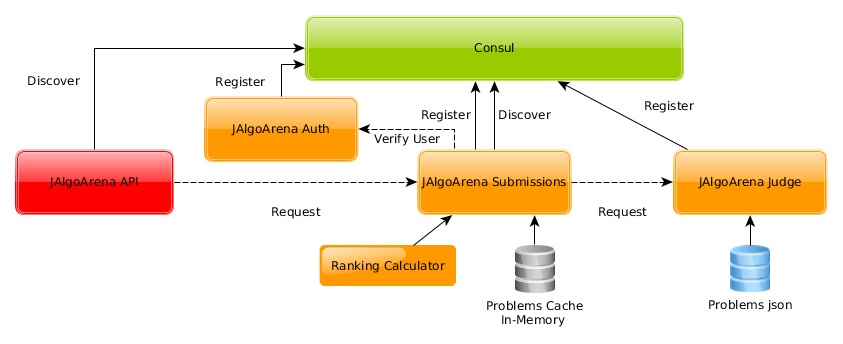 Consul
Discover
Register
Register
Discover
Register
JAlgoArena Auth
Verify User
JAlgoArena API
JAlgoArena Submissions
JAlgoArena Judge
Request
Request
Ranking Calculator
Problems Cache
In-Memory
Problems json